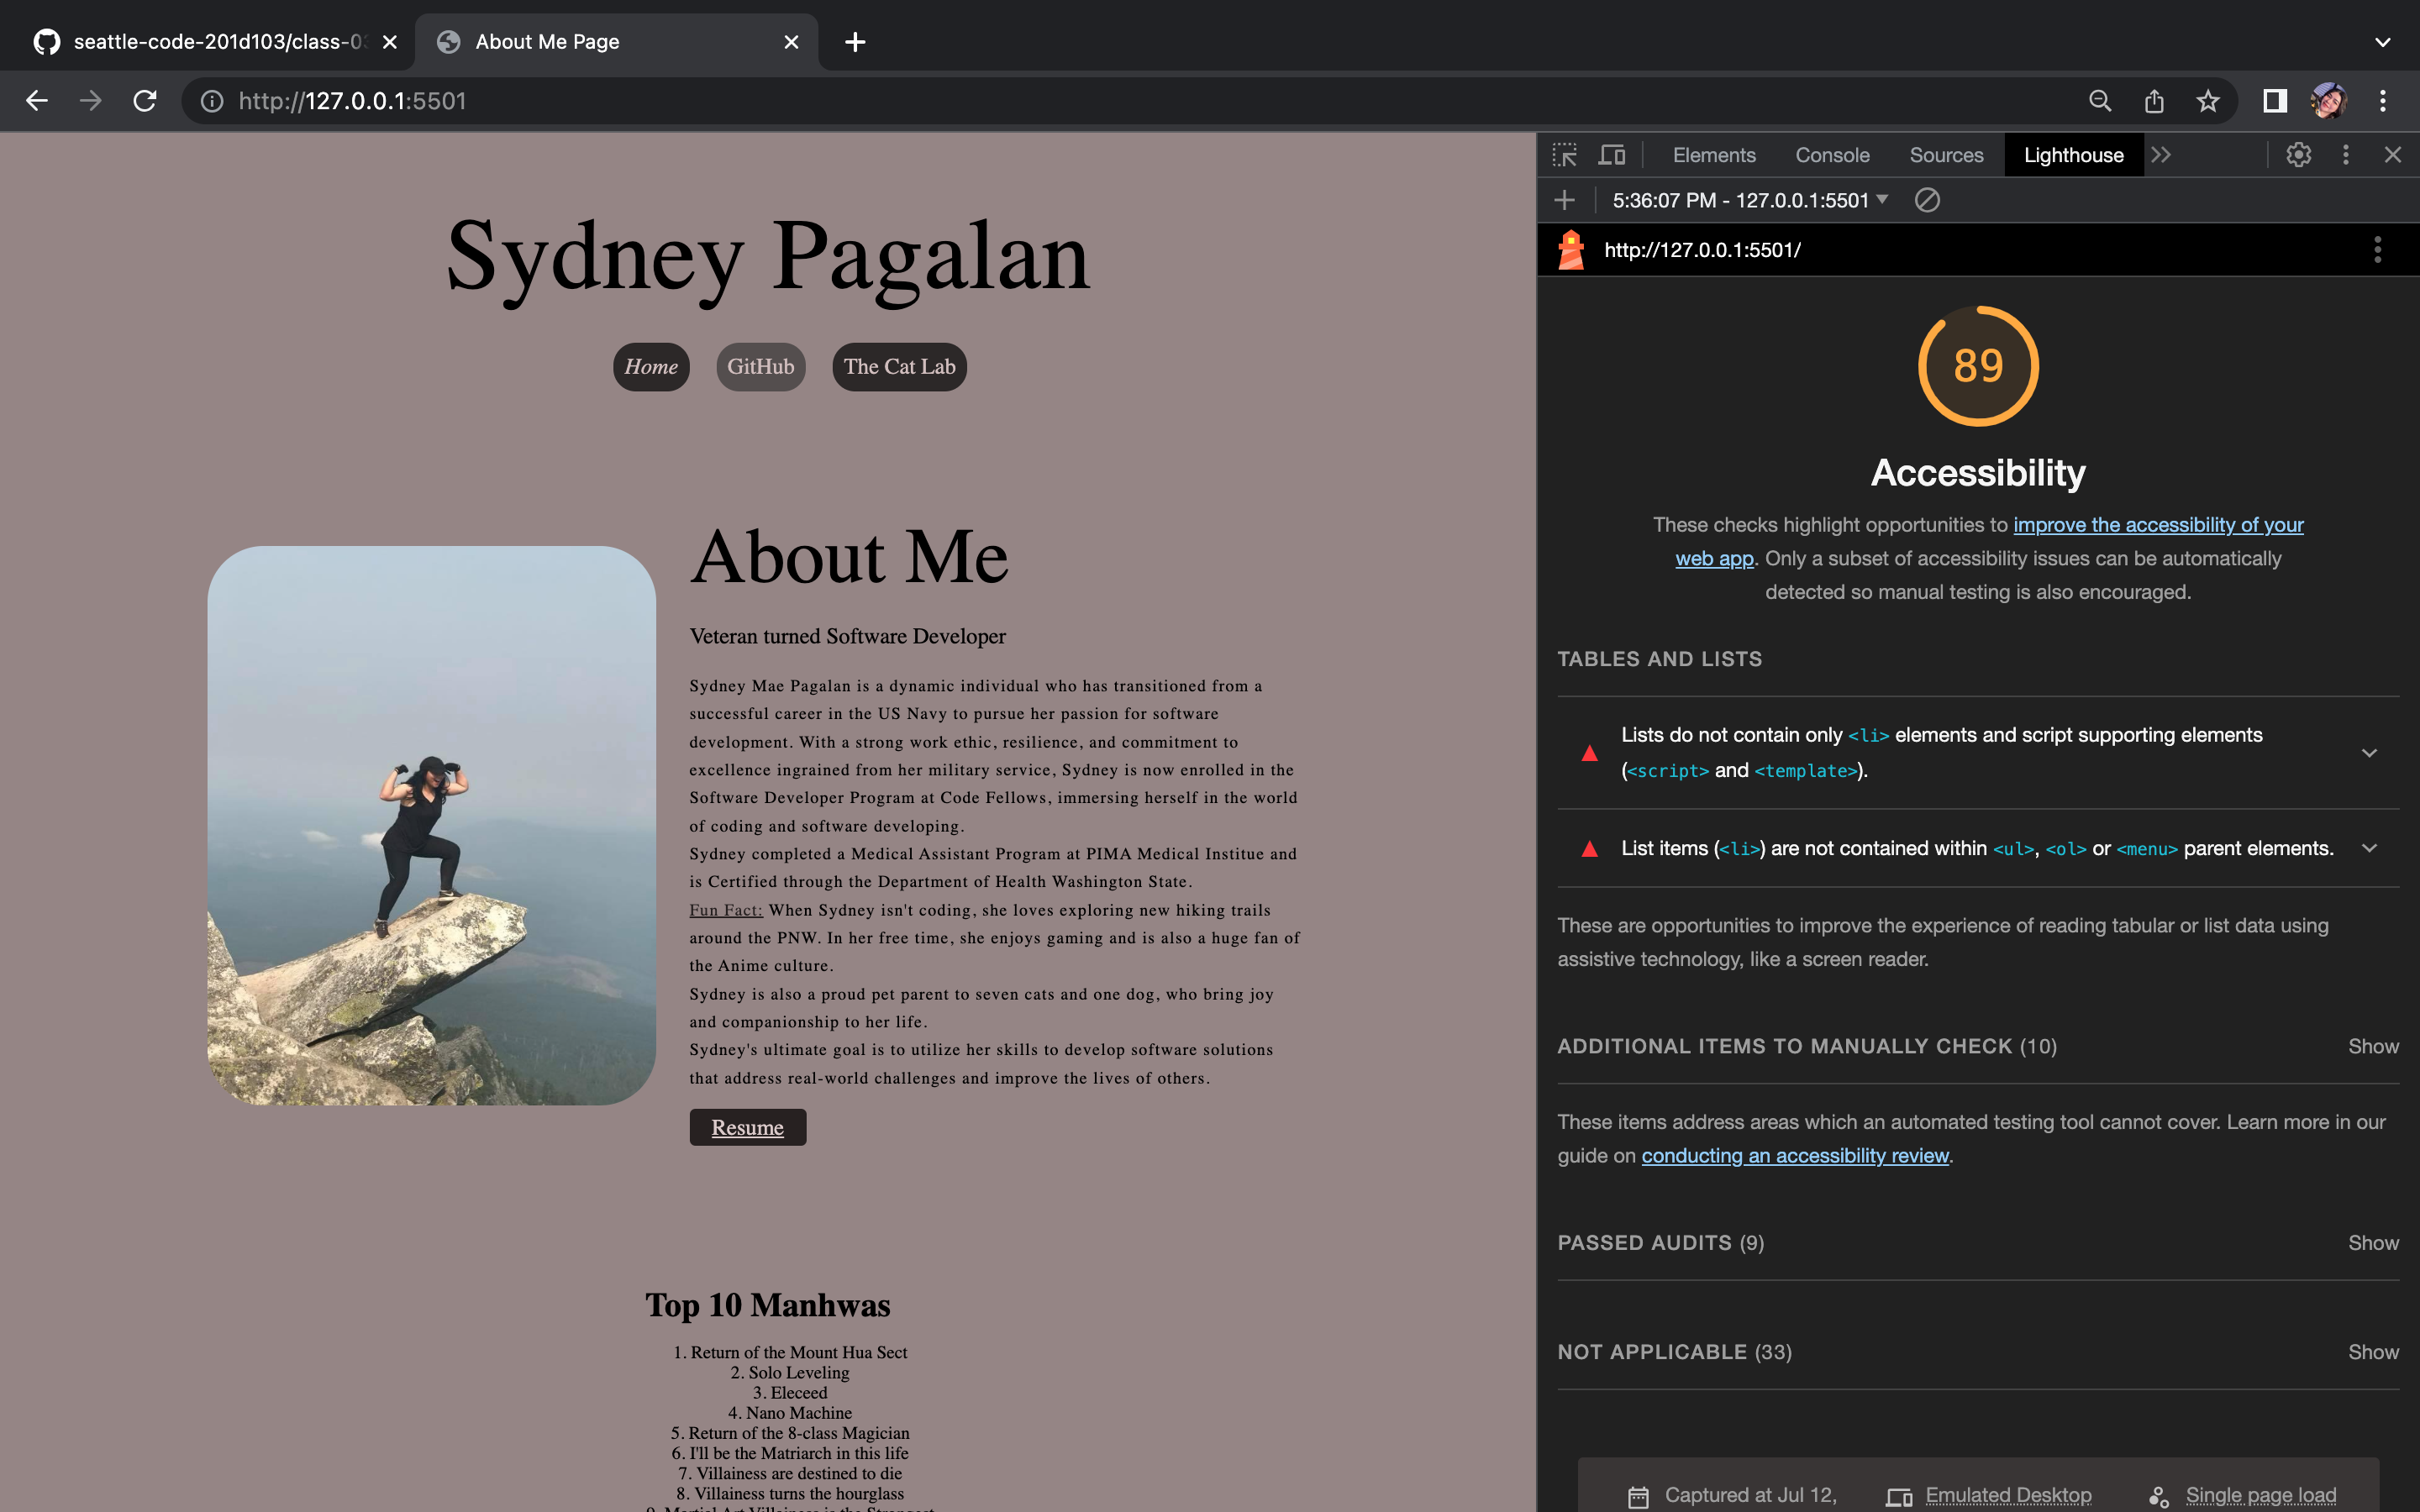 seattle-code-201d103/class-03
About Me Page
http://127.0.0.1:5501
Sydney Pagalan
Home
GitHub
The Cat Lab
About Me
Veteran turned Software Developer
Sydney Mae Pagalan is a dynamic individual who has transitioned from a
successful career in the US Navy to pursue her passion for software
development. With a strong work ethic, resilience, and commitment to
excellence ingrained from her military service, Sydney is now enrolled in the
Software Developer Program at Code Fellows, immersing herself in the world
of coding and software developing.
Sydney completed a Medical Assistant Program at PIMA Medical Institue and
is Certified through the Department of Health Washington State.
Fun Fact: When Sydney isn't coding, she loves exploring new hiking trails
around the PNW. In her free time, she enjoys gaming and is also a huge fan of
the Anime culture.
Sydney is also a proud pet parent to seven cats and one dog, who bring joy
and companionship to her life.
Sydney's ultimate goal is to utilize her skills to develop software solutions
that address real-world challenges and improve the lives of others.
Resume
Top 10 Manhwas
1. Return of the Mount Hua Sect
2. Solo Leveling
3. Eleceed
4. Nano Machine
5. Return of the 8-class Magician
6. I'll be the Matriarch in this life
7. Villainess are destined to die
8. Villainess turns the hourglass
9. Martial Art Villainess is the Strongest
Elements
Console
Sources
Lighthouse
5:36:07 PM - 127.0.0.1:5501
http://127.0.0.1:5501/
89
Accessibility
These checks highlight opportunities to improve the accessibility of your
web app. Only a subset of accessibility issues can be automatically
detected so manual testing is also encouraged.
TABLES AND LISTS
Lists do not contain only <li> elements and script supporting elements
(<script> and <template>).
List items (<li>) are not contained within <ul>, <ol> or <menu> parent elements.
These are opportunities to improve the experience of reading tabular or list data using
assistive technology, like a screen reader.
ADDITIONAL ITEMS TO MANUALLY CHECK (10)
Show
These items address areas which an automated testing tool cannot cover. Learn more in our
guide on conducting an accessibility review.
PASSED AUDITS (9)
Show
NOT APPLICABLE (33)
Show
Captured at Jul 12,
Emulated Desktop
Single page load